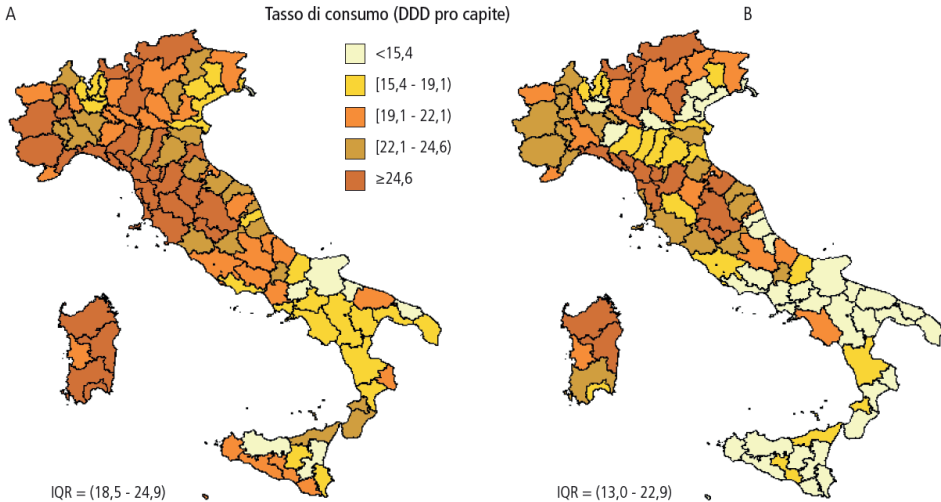 A
Tasso di consumo (DDD pro capite)
B
<15,4
[15,4 - 19,1)
[19,1 - 22,1)
[22,1 - 24,6)
≥24,6
IQR = (18,5 - 24,9)
IQR = (13,0 - 22,9)